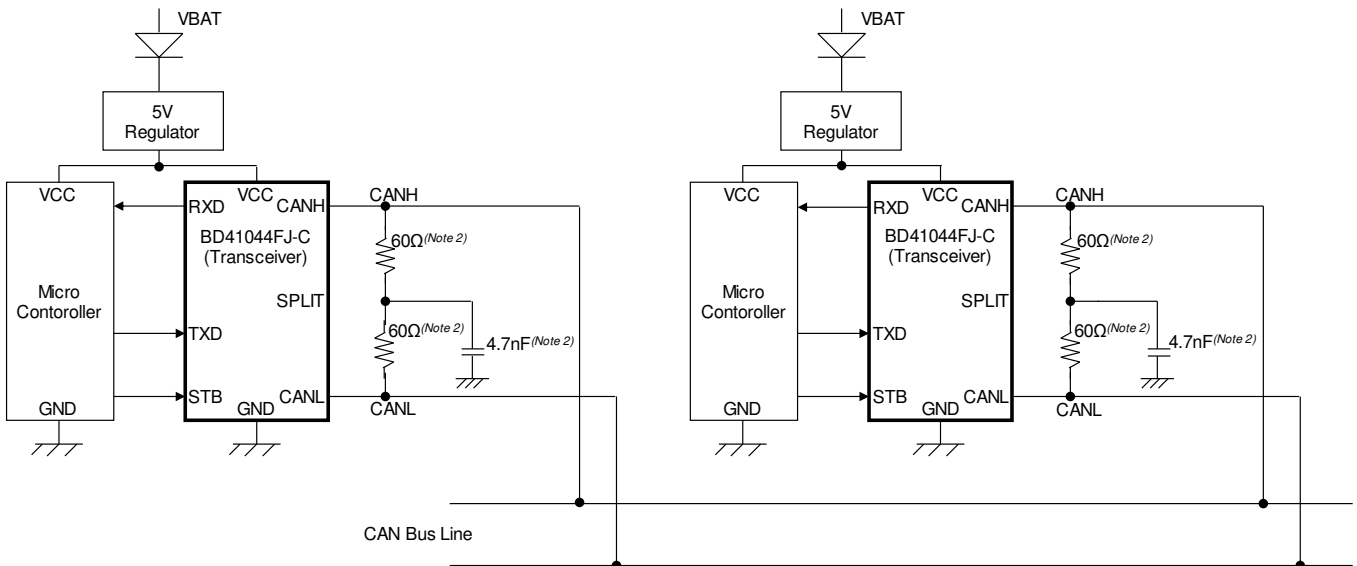 VBAT
5V
Regulator
VCC
VCC
RXD
CANH
CANH
BD41044FJ-C
(Transceiver)
60Ω(Note 2)
Micro
Contoroller
SPLIT
TXD
60Ω(Note 2)
4.7nF(Note 2)
STB
CANL
CANL
GND
GND
VBAT
5V
Regulator
VCC
VCC
RXD
CANH
CANH
BD41044FJ-C
(Transceiver)
60Ω(Note 2)
Micro
Contoroller
SPLIT
TXD
60Ω(Note 2)
4.7nF(Note 2)
STB
CANL
CANL
GND
GND
CAN Bus Line